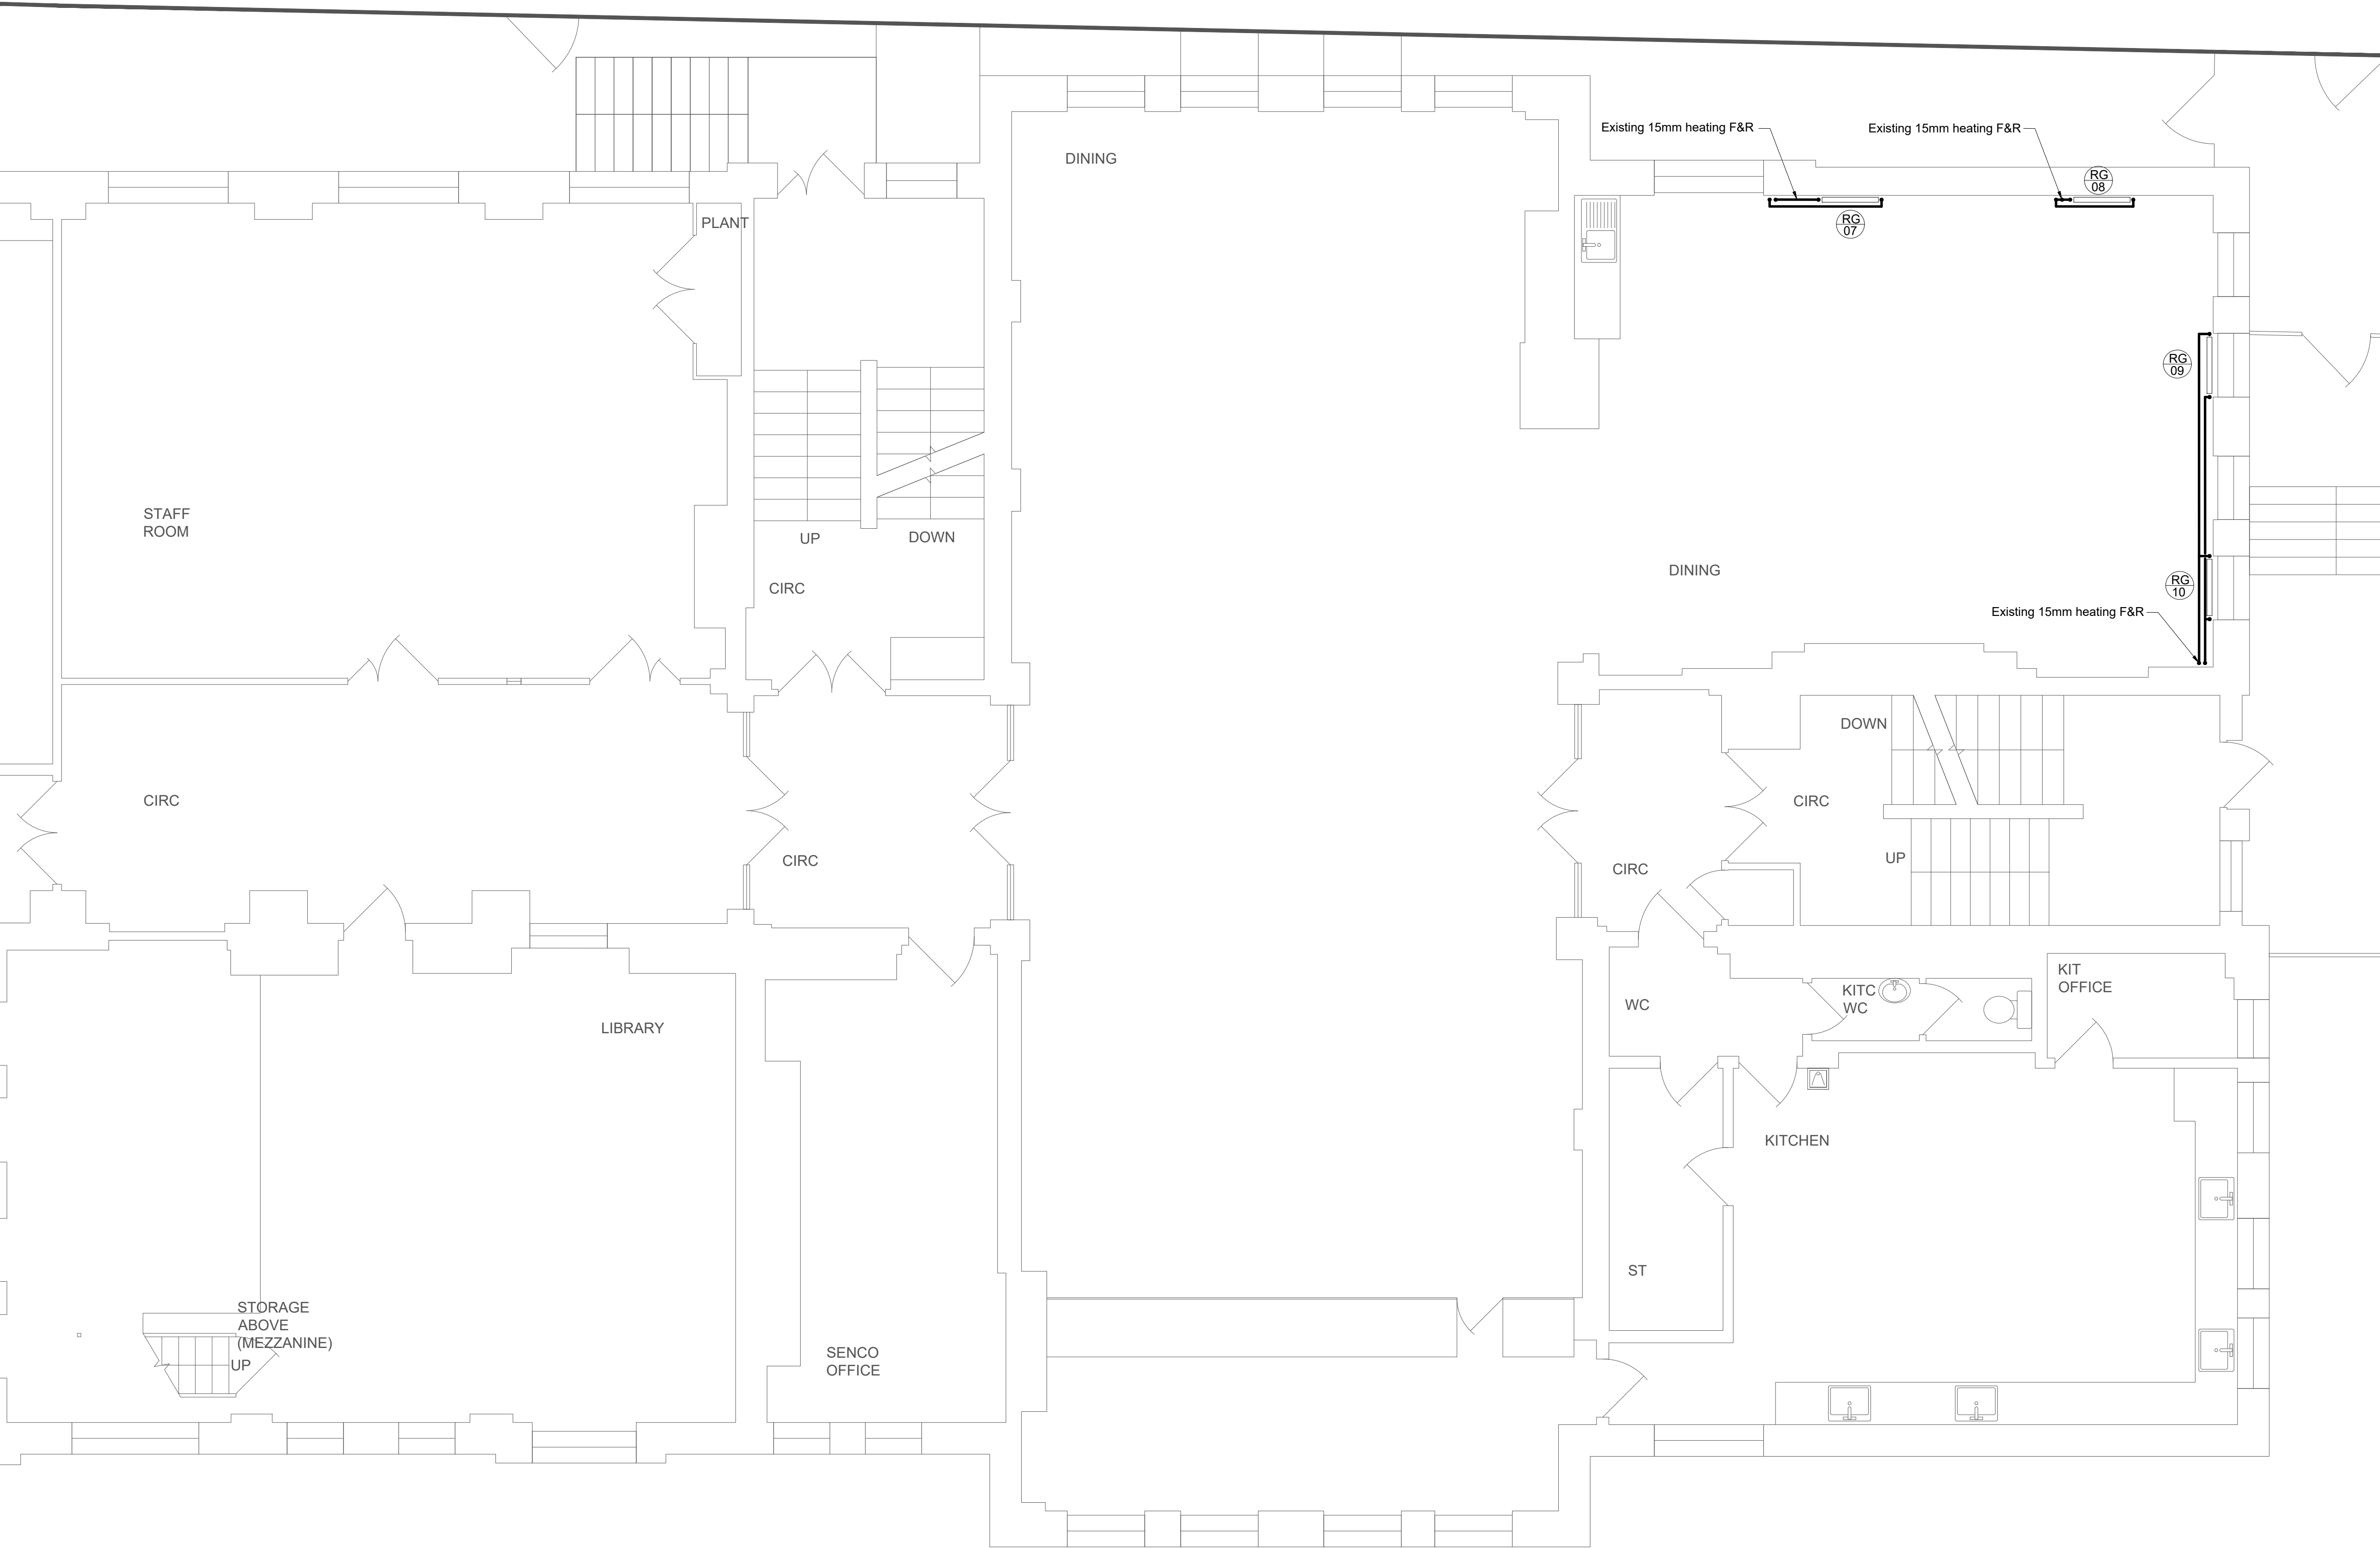 Existing 15mm heating F&R
Existing 15mm heating F&R
DINING
RG
08
PLANT
RG
07
RG
09
STAFF
ROOM
UP
DOWN
DINING
CIRC
RG
10
Existing 15mm heating F&R
DOWN
CIRC
CIRC
CIRC
UP
CIRC
KIT
OFFICE
KITC
WC
WC
LIBRARY
KITCHEN
ST
STORAGE
ABOVE
(MEZZANINE)
UP
SENCO
OFFICE